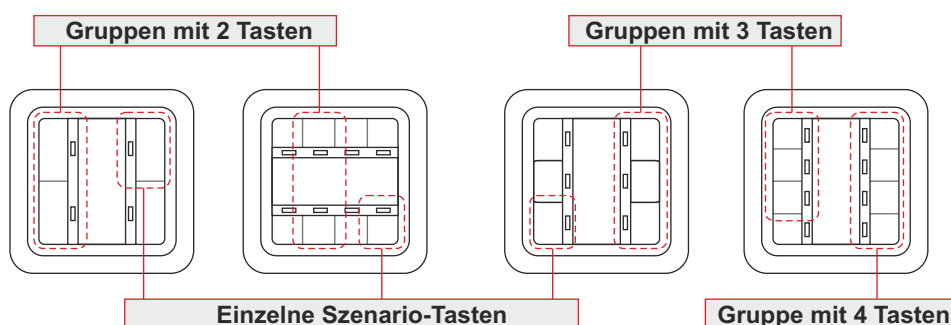 Gruppen mit 2 Tasten
Gruppen mit 3 Tasten
Einzelne Szenario-Tasten
Gruppe mit 4 Tasten